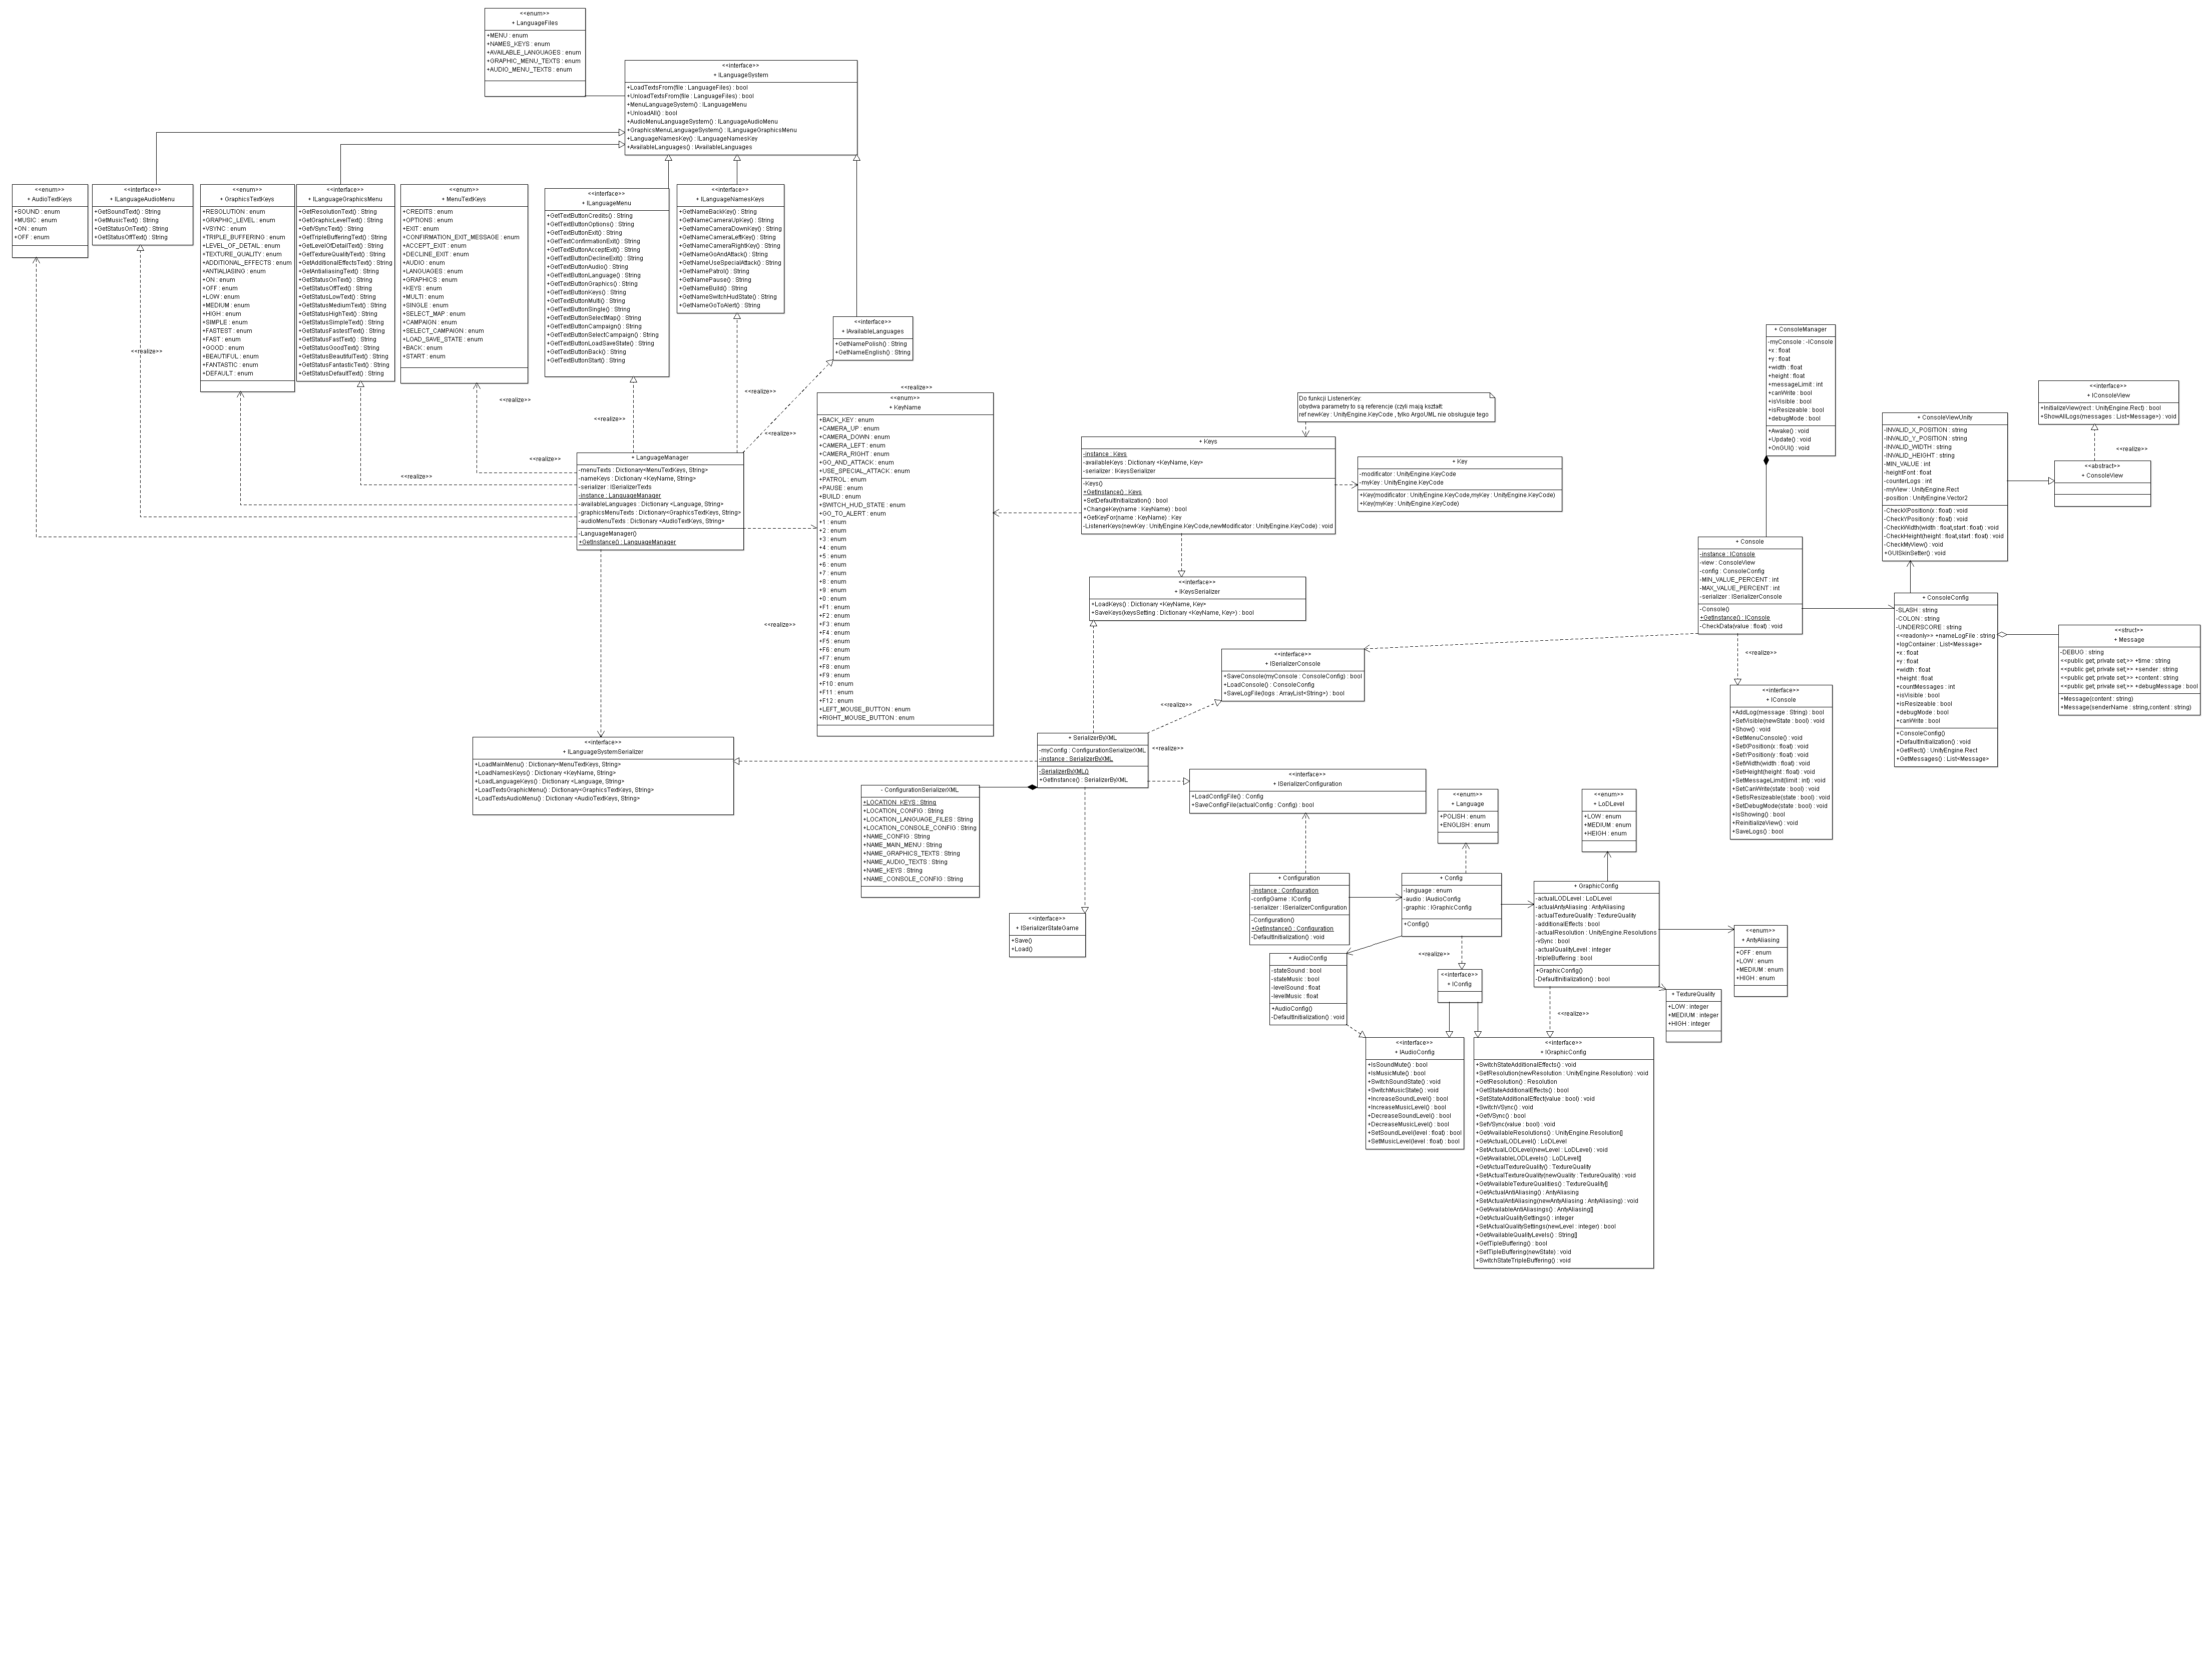 <<enum>>
+ LanguageFiles
+MENU : enum
+NAMES_KEYS : enum
+AVAILABLE_LANGUAGES : enum
+GRAPHIC_MENU_TEXTS : enum
+AUDIO_MENU_TEXTS : enum
<<interface>>
+ ILanguageSystem
+LoadTextsFrom(file : LanguageFiles) : bool
+UnloadTextsFrom(file : LanguageFiles) : bool
+MenuLanguageSystem() : ILanguageMenu
+UnloadAll() : bool
+AudioMenuLanguageSystem() : ILanguageAudioMenu
+GraphicsMenuLanguageSystem() : ILanguageGraphicsMenu
+LanguageNamesKey() : ILanguageNamesKey
+AvailableLanguages() : IAvailableLanguages
<<enum>>
+ AudioTextKeys
+SOUND : enum
+MUSIC : enum
+ON : enum
+OFF : enum
<<interface>>
+ ILanguageAudioMenu
+GetSoundText() : String
+GetMusicText() : String
+GetStatusOnText() : String
+GetStatusOffText() : String
<<enum>>
+ GraphicsTextKeys
+RESOLUTION : enum
+GRAPHIC_LEVEL : enum
+VSYNC : enum
+TRIPLE_BUFFERING : enum
+LEVEL_OF_DETAIL : enum
+TEXTURE_QUALITY : enum
+ADDITIONAL_EFFECTS : enum
+ANTIALIASING : enum
+ON : enum
+OFF : enum
+LOW : enum
+MEDIUM : enum
+HIGH : enum
+SIMPLE : enum
+FASTEST : enum
+FAST : enum
+GOOD : enum
+BEAUTIFUL : enum
+FANTASTIC : enum
+DEFAULT : enum
<<interface>>
+ ILanguageGraphicsMenu
+GetResolutionText() : String
+GetGraphicLevelText() : String
+GetVSyncText() : String
+GetTripleBufferingText() : String
+GetLevelOfDetailText() : String
+GetTextureQualityText() : String
+GetAdditionalEffectsText() : String
+GetAntialiasingText() : String
+GetStatusOnText() : String
+GetStatusOffText() : String
+GetStatusLowText() : String
+GetStatusMediumText() : String
+GetStatusHighText() : String
+GetStatusSimpleText() : String
+GetStatusFastestText() : String
+GetStatusFastText() : String
+GetStatusGoodText() : String
+GetStatusBeautifulText() : String
+GetStatusFantasticText() : String
+GetStatusDefaultText() : String
<<enum>>
+ MenuTextKeys
+CREDITS : enum
+OPTIONS : enum
+EXIT : enum
+CONFIRMATION_EXIT_MESSAGE : enum
+ACCEPT_EXIT : enum
+DECLINE_EXIT : enum
+AUDIO : enum
+LANGUAGES : enum
+GRAPHICS : enum
+KEYS : enum
+MULTI : enum
+SINGLE : enum
+SELECT_MAP : enum
+CAMPAIGN : enum
+SELECT_CAMPAIGN : enum
+LOAD_SAVE_STATE : enum
+BACK : enum
+START : enum
<<interface>>
+ ILanguageMenu
+GetTextButtonCredits() : String
+GetTextButtonOptions() : String
+GetTextButtonExit() : String
+GetTextConfirmationExit() : String
+GetTextButtonAcceptExit() : String
+GetTextButtonDeclineExit() : String
+GetTextButtonAudio() : String
+GetTextButtonLanguage() : String
+GetTextButtonGraphics() : String
+GetTextButtonKeys() : String
+GetTextButtonMulti() : String
+GetTextButtonSingle() : String
+GetTextButtonSelectMap() : String
+GetTextButtonCampaign() : String
+GetTextButtonSelectCampaign() : String
+GetTextButtonLoadSaveState() : String
+GetTextButtonBack() : String
+GetTextButtonStart() : String
<<interface>>
+ ILanguageNamesKeys
+GetNameBackKey() : String
+GetNameCameraUpKey() : String
+GetNameCameraDownKey() : String
+GetNameCameraLeftKey() : String
+GetNameCameraRightKey() : String
+GetNameGoAndAttack() : String
+GetNameUseSpecialAttack() : String
+GetNamePatrol() : String
+GetNamePause() : String
+GetNameBuild() : String
+GetNameSwitchHudState() : String
+GetNameGoToAlert() : String
<<interface>>
+ IAvailableLanguages
+GetNamePolish() : String
+GetNameEnglish() : String
<<realize>>
<<realize>>
<<realize>>
<<realize>>
<<realize>>
<<realize>>
<<realize>>
<<realize>>
<<realize>>
<<realize>>
+ LanguageManager
-menuTexts : Dictionary<MenuTextKeys, String>
-nameKeys : Dictionary <KeyName, String>
-serializer : ISerializerTexts
-instance : LanguageManager
-availableLanguages : Dictionary <Language, String>
-graphicsMenuTexts : Dictionary<GraphicsTextKeys, String>
-audioMenuTexts : Dictionary <AudioTextKeys, String>
-LanguageManager()
+GetInstance() : LanguageManager
<<enum>>
+ KeyName
+BACK_KEY : enum
+CAMERA_UP : enum
+CAMERA_DOWN : enum
+CAMERA_LEFT : enum
+CAMERA_RIGHT : enum
+GO_AND_ATTACK : enum
+USE_SPECIAL_ATTACK : enum
+PATROL : enum
+PAUSE : enum
+BUILD : enum
+SWITCH_HUD_STATE : enum
+GO_TO_ALERT : enum
+1 : enum
+2 : enum
+3 : enum
+4 : enum
+5 : enum
+6 : enum
+7 : enum
+8 : enum
+9 : enum
+0 : enum
+F1 : enum
+F2 : enum
+F3 : enum
+F4 : enum
+F5 : enum
+F6 : enum
+F7 : enum
+F8 : enum
+F9 : enum
+F10 : enum
+F11 : enum
+F12 : enum
+LEFT_MOUSE_BUTTON : enum
+RIGHT_MOUSE_BUTTON : enum
Do funkcji ListenerKey:
obydwa parametry to są referencje (czyli mają kształt:
ref newKey : UnityEngine.KeyCode , tylko ArgoUML nie obsługuje tego
+ Keys
-instance : Keys
-availableKeys : Dictionary <KeyName, Key>
-serializer : IKeysSerializer
-Keys()
+GetInstance() : Keys
+SetDefaultInitialization() : bool
+ChangeKey(name : KeyName) : bool
+GetKeyFor(name : KeyName) : Key
-ListenerKeys(newKey : UnityEngine.KeyCode,newModificator : UnityEngine.KeyCode) : void
+ Key
-modificator : UnityEngine.KeyCode
-myKey : UnityEngine.KeyCode
+Key(modificator : UnityEngine.KeyCode,myKey : UnityEngine.KeyCode)
+Key(myKey : UnityEngine.KeyCode)
<<interface>>
+ IKeysSerializer
+LoadKeys() : Dictionary <KeyName, Key>
+SaveKeys(keysSetting : Dictionary <KeyName, Key>) : bool
<<interface>>
+ ISerializerConsole
+SaveConsole(myConsole : ConsoleConfig) : bool
+LoadConsole() : ConsoleConfig
+SaveLogFile(logs : ArrayList<String>) : bool
<<realize>>
<<realize>>
+ SerializerByXML
-myConfig : ConfigurationSerializerXML
-instance : SerializerByXML
-SerializerByXML()
+GetInstance() : SerializerByXML
<<interface>>
+ ILanguageSystemSerializer
+LoadMainMenu() : Dictionary<MenuTextKeys, String>
+LoadNamesKeys() : Dictionary <KeyName, String>
+LoadLanguageKeys() : Dictionary <Language, String>
+LoadTextsGraphicMenu() : Dictionary<GraphicsTextKeys, String>
+LoadTextsAudioMenu() : Dictionary <AudioTextKeys, String>
- ConfigurationSerializerXML
+LOCATION_KEYS : String
+LOCATION_CONFIG : String
+LOCATION_LANGUAGE_FILES : String
+LOCATION_CONSOLE_CONFIG : String
+NAME_CONFIG : String
+NAME_MAIN_MENU : String
+NAME_GRAPHICS_TEXTS : String
+NAME_AUDIO_TEXTS : String
+NAME_KEYS : String
+NAME_CONSOLE_CONFIG : String
<<interface>>
+ ISerializerStateGame
+Save()
+Load()
<<interface>>
+ ISerializerConfiguration
+LoadConfigFile() : Config
+SaveConfigFile(actualConfig : Config) : bool
+ ConsoleManager
-myConsole : -IConsole
+x : float
+y : float
+width : float
+height : float
+messageLimit : int
+canWrite : bool
+isVisible : bool
+isResizeable : bool
+debugMode : bool
+Awake() : void
+Update() : void
+OnGUI() : void
+ Console
-instance : IConsole
-view : ConsoleView
-config : ConsoleConfig
-MIN_VALUE_PERCENT : int
-MAX_VALUE_PERCENT : int
-serializer : ISerializerConsole
-Console()
+GetInstance() : IConsole
-CheckData(value : float) : void
<<realize>>
<<interface>>
+ IConsole
+AddLog(message : String) : bool
+SetVisible(newState : bool) : void
+Show() : void
+SetMenuConsole() : void
+SetXPosition(x : float) : void
+SetYPosition(y : float) : void
+SetWidth(width : float) : void
+SetHeight(height : float) : void
+SetMessageLimit(limit : int) : void
+SetCanWrite(state : bool) : void
+SetIsResizeable(state : bool) : void
+SetDebugMode(state : bool) : void
+IsShowing() : bool
+ReinitializeView() : void
+SaveLogs() : bool
+ ConsoleViewUnity
-INVALID_X_POSITION : string
-INVALID_Y_POSITION : string
-INVALID_WIDTH : string
-INVALID_HEIGHT : string
-MIN_VALUE : int
-heightFont : float
-counterLogs : int
-myView : UnityEngine.Rect
-position : UnityEngine.Vector2
-CheckXPosition(x : float) : void
-CheckYPosition(y : float) : void
-CheckWidth(width : float,start : float) : void
-CheckHeight(height : float,start : float) : void
-CheckMyView() : void
+GUISkinSetter() : void
<<interface>>
+ IConsoleView
+InitializeView(rect : UnityEngine.Rect) : bool
+ShowAllLogs(messages : List<Message>) : void
<<realize>>
<<abstract>>
+ ConsoleView
+ ConsoleConfig
-SLASH : string
-COLON : string
-UNDERSCORE : string
<<readonly>> +nameLogFile : string
+logContainer : List<Message>
+x : float
+y : float
+width : float
+height : float
+countMessages : int
+isVisible : bool
+isResizeable : bool
+debugMode : bool
+canWrite : bool
+ConsoleConfig()
+DefaultInitialization() : void
+GetRect() : UnityEngine.Rect
+GetMessages() : List<Message>
<<struct>>
+ Message
-DEBUG : string
<<public get; private set;>> +time : string
<<public get; private set;>> +sender : string
<<public get; private set;>> +content : string
<<public get; private set;>> +debugMessage : bool
+Message(content : string)
+Message(senderName : string,content : string)
<<enum>>
+ Language
+POLISH : enum
+ENGLISH : enum
<<enum>>
+ LoDLevel
+LOW : enum
+MEDIUM : enum
+HEIGH : enum
+ Configuration
-instance : Configuration
-configGame : IConfig
-serializer : ISerializerConfiguration
-Configuration()
+GetInstance() : Configuration
-DefaultInitialization() : void
+ Config
-language : enum
-audio : IAudioConfig
-graphic : IGraphicConfig
+Config()
+ GraphicConfig
-actualLODLevel : LoDLevel
-actualAntyAliasing : AntyAliasing
-actualTextureQuality : TextureQuality
-additionalEffects : bool
-actualResolution : UnityEngine.Resolutions
-vSync : bool
-actualQualityLevel : integer
-tripleBuffering : bool
+GraphicConfig()
-DefaultInitialization() : bool
<<enum>>
+ AntyAliasing
+OFF : enum
+LOW : enum
+MEDIUM : enum
+HIGH : enum
+ TextureQuality
+LOW : integer
+MEDIUM : integer
+HIGH : integer
+ AudioConfig
-stateSound : bool
-stateMusic : bool
-levelSound : float
-levelMusic : float
+AudioConfig()
-DefaultInitialization() : void
<<realize>>
<<interface>>
+ IConfig
<<realize>>
<<interface>>
+ IAudioConfig
+IsSoundMute() : bool
+IsMusicMute() : bool
+SwitchSoundState() : void
+SwitchMusicState() : void
+IncreaseSoundLevel() : bool
+IncreaseMusicLevel() : bool
+DecreaseSoundLevel() : bool
+DecreaseMusicLevel() : bool
+SetSoundLevel(level : float) : bool
+SetMusicLevel(level : float) : bool
<<interface>>
+ IGraphicConfig
+SwitchStateAdditionalEffects() : void
+SetResolution(newResolution : UnityEngine.Resolution) : void
+GetResolution() : Resolution
+GetStateAdditionalEffects() : bool
+SetStateAdditionalEffect(value : bool) : void
+SwitchVSync() : void
+GetVSync() : bool
+SetVSync(value : bool) : void
+GetAvailableResolutions() : UnityEngine.Resolution[]
+GetActualLODLevel() : LoDLevel
+SetActualLODLevel(newLevel : LoDLevel) : void
+GetAvailableLODLevels() : LoDLevel[]
+GetActualTextureQuality() : TextureQuality
+SetActualTextureQuality(newQuality : TextureQuality) : void
+GetAvailableTextureQualities() : TextureQuality[]
+GetActualAntiAliasing() : AntyAliasing
+SetActualAntiAliasing(newAntyAliasing : AntyAliasing) : void
+GetAvailableAntiAliasings() : AntyAliasing[]
+GetActualQualitySettings() : integer
+SetActualQualitySettings(newLevel : integer) : bool
+GetAvailableQualityLevels() : String[]
+GetTipleBuffering() : bool
+SetTipleBuffering(newState) : void
+SwitchStateTripleBuffering() : void